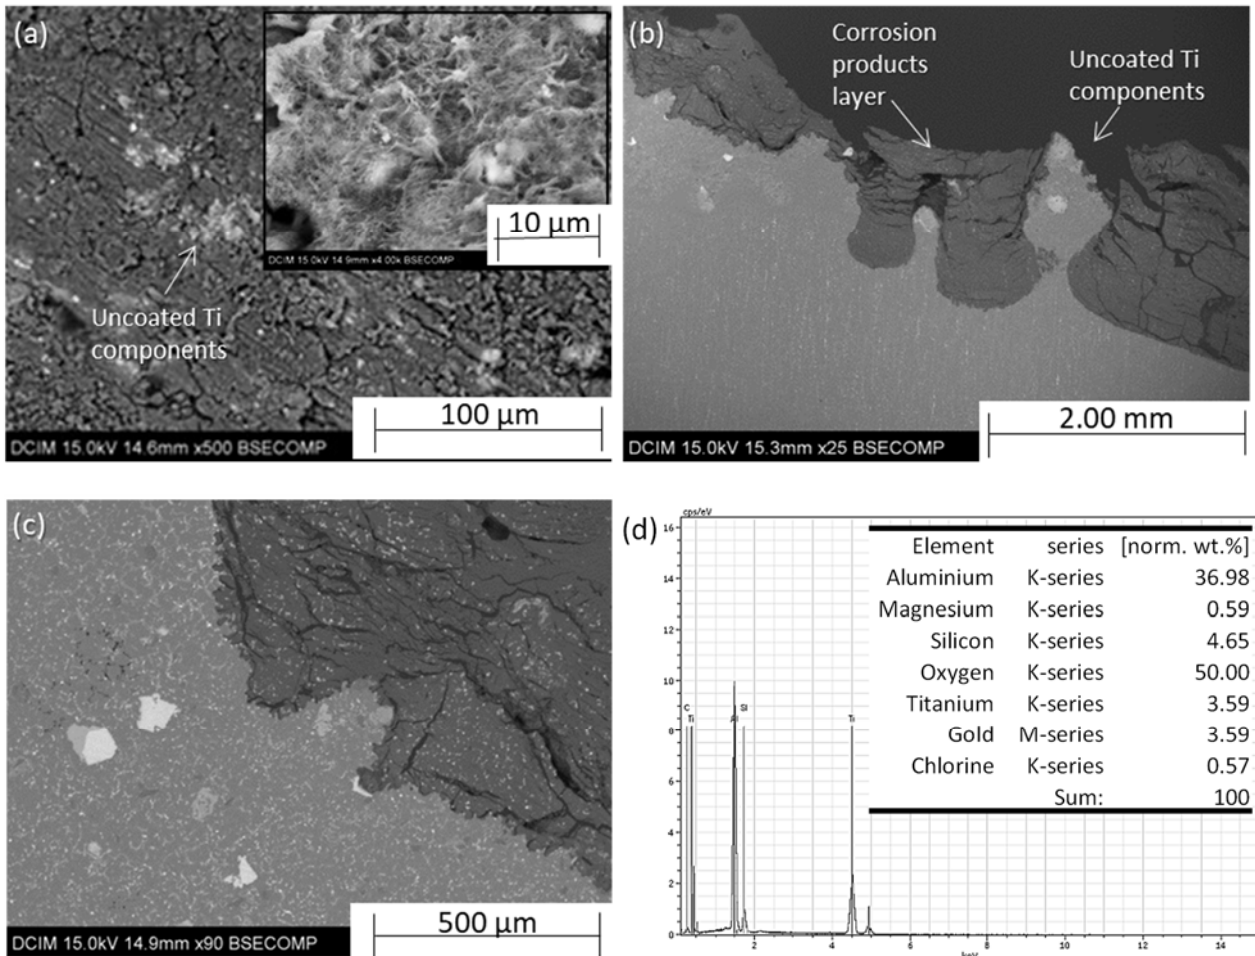 (a)
10 µm
DCIM 15.0kV 14.9mm x4.00k BSECOMP
Uncoated Ti
components
100 µm
DCIM 15.0kV 14.6mm x500 BSECOMP
(b)
Corrosion
products
layer
Uncoated Ti
components
2.00 mm
DCIM 15.0kV 15.3mm x25 BSECOMP
(c)
500 µm
DCIM 15.0kV 14.9mm x90 BSECOMP
(d)
cps/eV
16
14
12
10
8
6
4
2
0
C
Ti
Al
Si
Ti
2 4 6 8 10 12 14
keV
Element series [norm. wt.%]
Aluminium K-series 36.98
Magnesium K-series 0.59
Silicon K-series 4.65
Oxygen K-series 50.00
Titanium K-series 3.59
Gold M-series 3.59
Chlorine K-series 0.57
Sum: 100